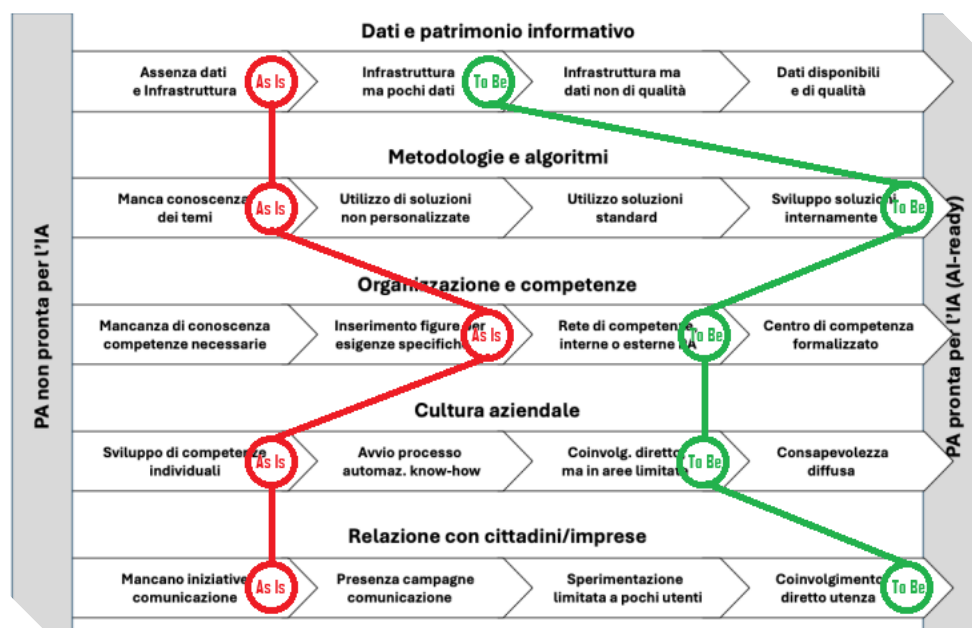 Dati e patrimonio informativo
Assenza dati
e Infrastruttura
As Is
Infrastruttura
ma pochi dati
To Be
Infrastruttura ma
dati non di qualità
Dati disponibili
e di qualità
Metodologie e algoritmi
Manca conoscenza
dei temi
As Is
Utilizzo di soluzioni
non personalizzate
Utilizzo soluzioni
standard
Sviluppo soluzioni
internamente
To Be
Organizzazione e competenze
Mancanza di conoscenza
competenze necessarie
Inserimento figure per
esigenze specifiche
As Is
Rete di competenze
interne o esterne PA
To Be
Centro di competenza
formalizzato
Cultura aziendale
Sviluppo di competenze
individuali
As Is
Avvio processo
automaz. know-how
Coinvolg. diretto
ma in aree limitate
To Be
Consapevolezza
diffusa
Relazione con cittadini/imprese
Mancano iniziative
comunicazione
As Is
Presenza campagne
comunicazione
Sperimentazione
limitata a pochi utenti
Coinvolgimento
diretto utenza
To Be
PA non pronta per l'IA
PA pronta per l'IA (AI-ready)